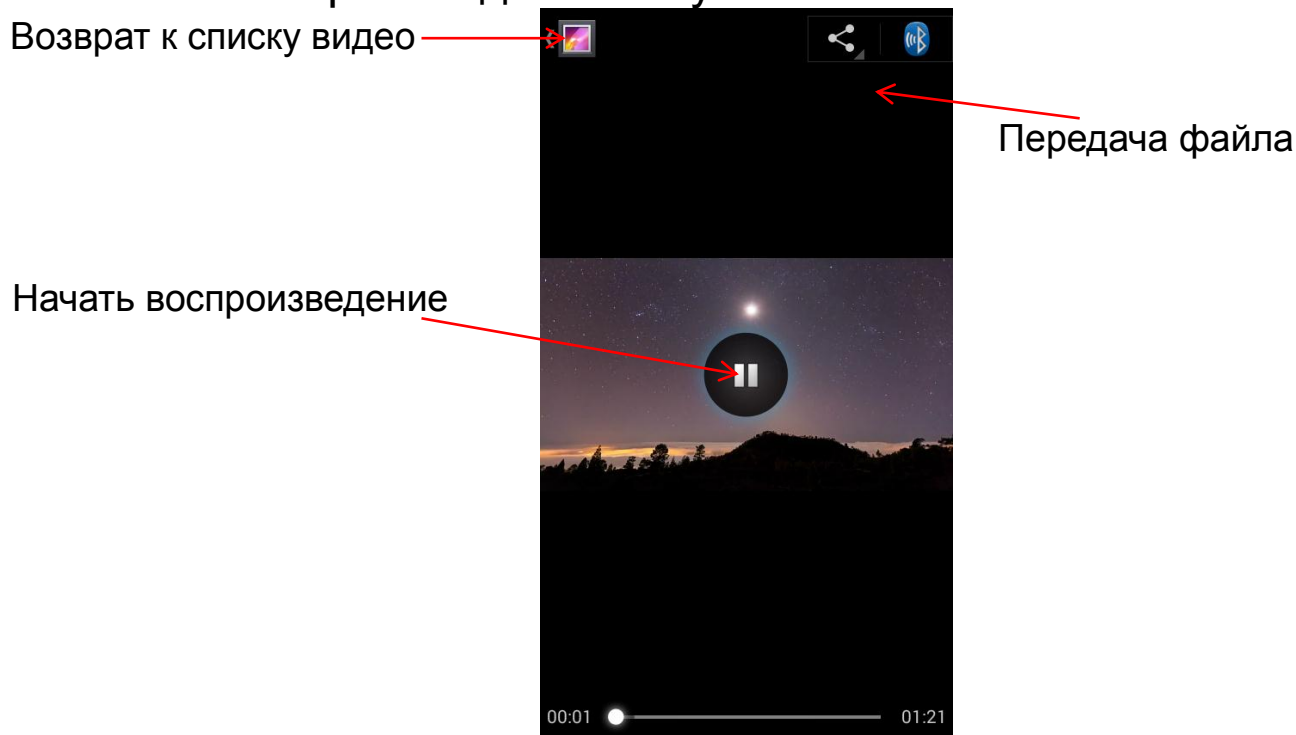 Возврат к списку видео
Передача файла
Начать воспроизведение
00:01
01:21